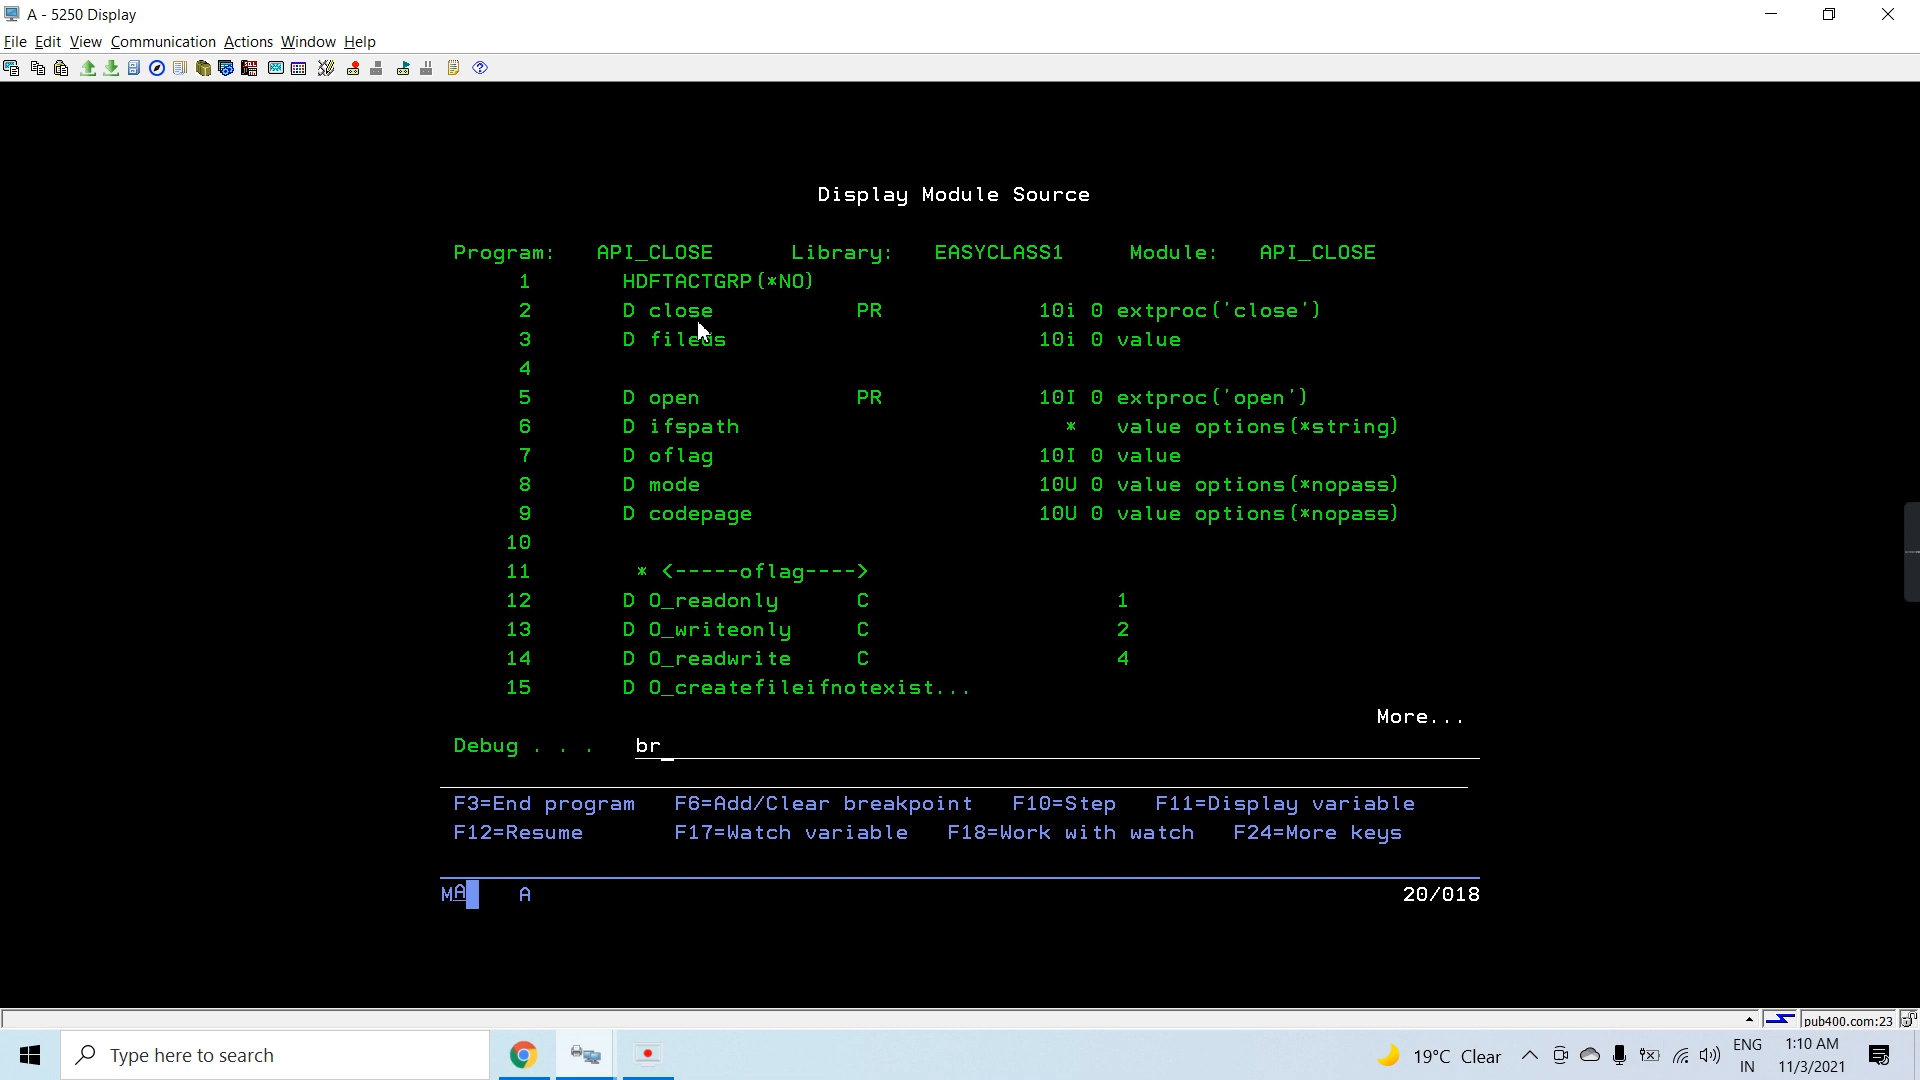 A - 5250 Display
File Edit View Communication Actions Window Help
Display Module Source
Program: API_CLOSE Library: EASYCLASS1 Module: API_CLOSE
1 HDFTACTGRP(*NO)
2 D close PR 10i 0 extproc('close')
3 D fileds 10i 0 value
4
5 D open PR 10I 0 extproc('open')
6 D ifspath * value options(*string)
7 D oflag 10I 0 value
8 D mode 10U 0 value options(*nopass)
9 D codepage 10U 0 value options(*nopass)
10
11 * <-----oflag---->
12 D O_readonly C 1
13 D O_writeonly C 2
14 D O_readwrite C 4
15 D O_createfileifnotexist...
More...
Debug . . . br_
F3=End program F6=Add/Clear breakpoint F10=Step F11=Display variable
F12=Resume F17=Watch variable F18=Work with watch F24=More keys
MA A 20/018
pub400.com:23
Type here to search 19°C Clear ENG IN 1:10 AM 11/3/2021